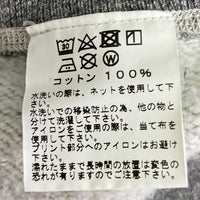 コットン 100%
水洗いの際は、ネットを使用して下
さい。
水洗いでの移染防止の為、他の物と
分けて洗濯して下さい。
アイロンをご使用の際は、当て布を
使用して下さい。
プリント部分へのアイロンはお避け
下さい。
濡れたままで長時間の放置は変色の
恐れが有りますのでご注意下さい。